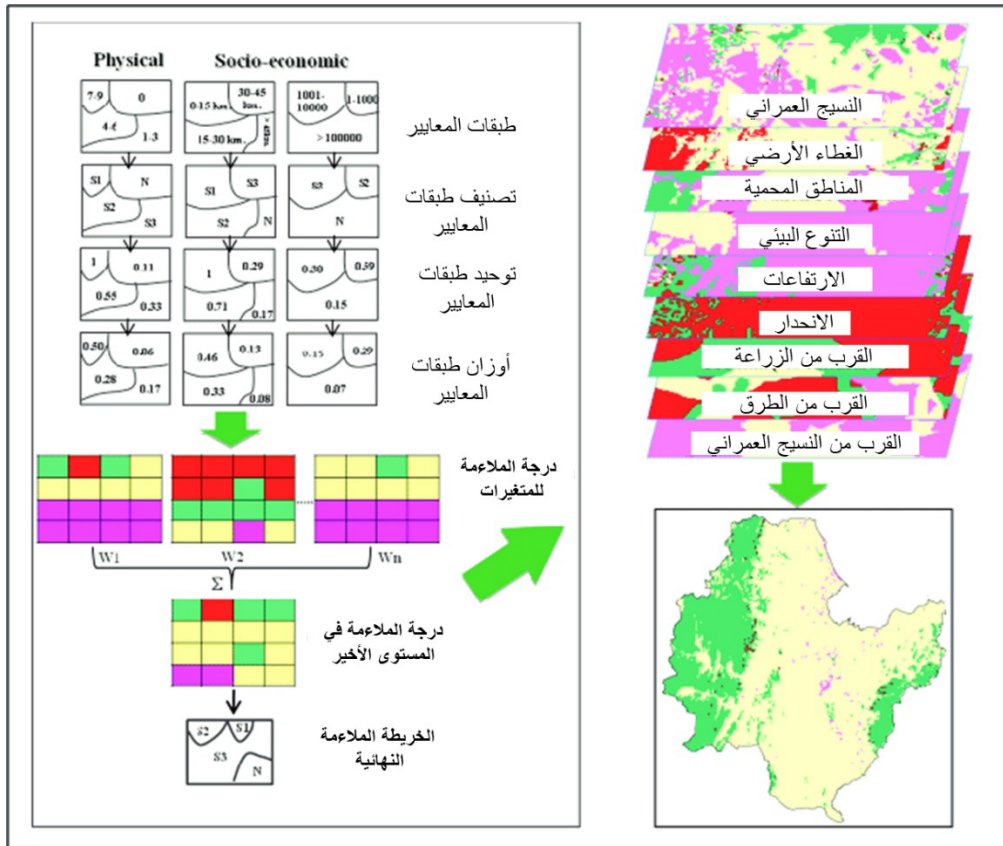 Physical
Socio-economic
7-9
0
4-6
1-3
0-15 km.
30-45 km.
15-30 km.
1001-10000
1-1000
>100000
طبقات المعايير
S1
N
S2
S3
S1
S3
S2
N
S3
S2
N
تصنيف طبقات
المعايير
1
0.11
0.55
0.33
1
0.29
0.71
0.17
0.30
0.59
0.15
توحيد طبقات
المعايير
0.50
0.06
0.28
0.17
0.46
0.13
0.33
0.08
0.15
0.29
0.07
أوزان طبقات
المعايير
درجة الملاءمة
للمتغيرات
W1
W2
Wn
Σ
درجة الملاءمة في
المستوى الأخير
S2
S1
S3
N
الخريطة الملاءمة
النهائية
النسيج العمراني
الغطاء الأرضي
المناطق المحمية
التنوع البيئي
الارتفاعات
الانحدار
القرب من الزراعة
القرب من الطرق
القرب من النسيج العمراني